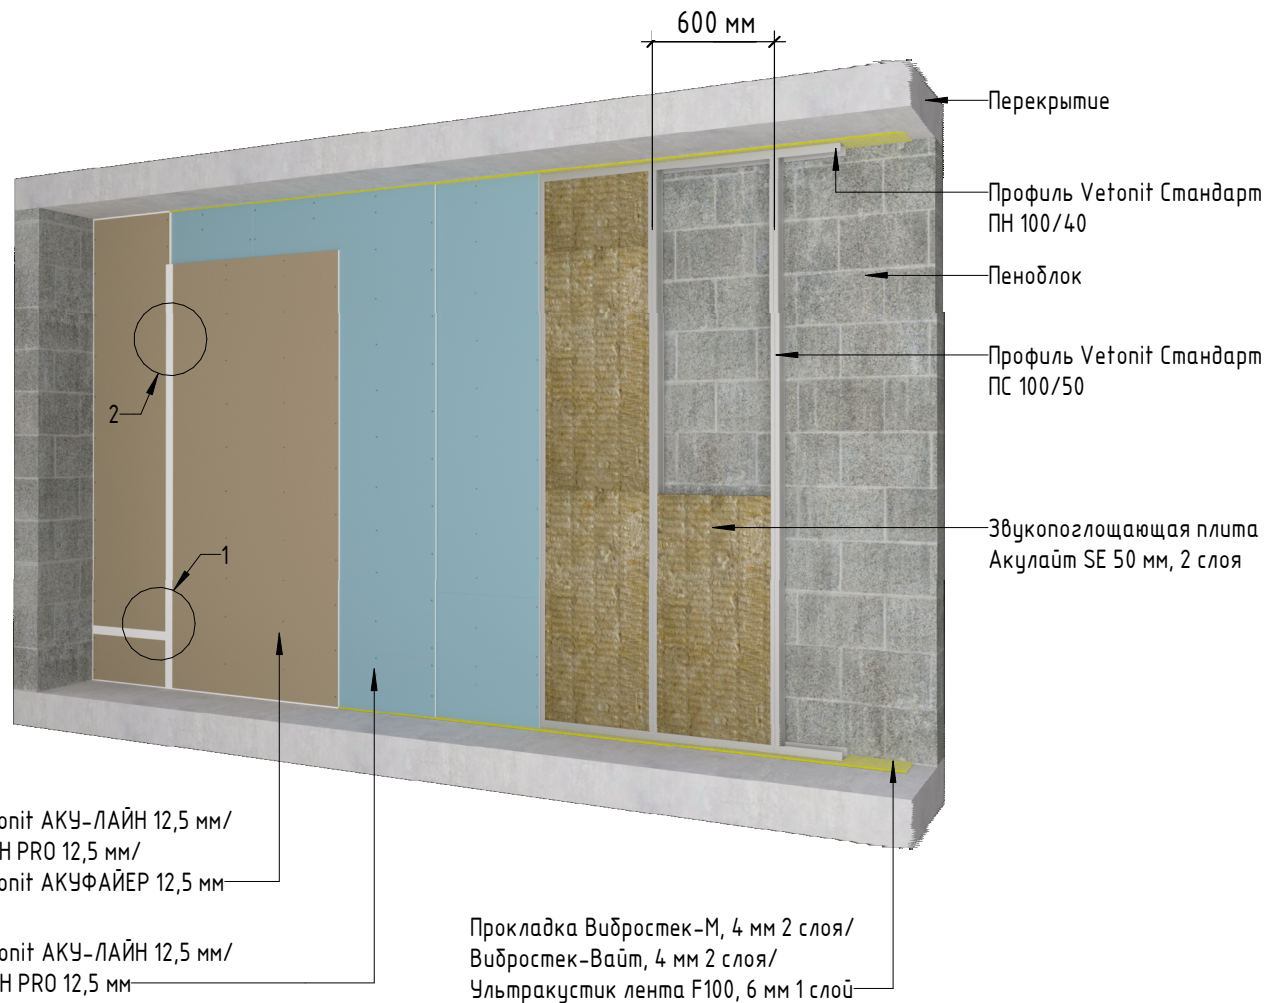 600 мм
Перекрытие
Профиль Vetonit Стандарт
ПН 100/40
Пеноблок
Профиль Vetonit Стандарт
ПС 100/50
2
1
Звукопоглощающая плита
Акулайт SE 50 мм, 2 слоя
onit АКУ-ЛАЙН 12,5 мм/
Н PRO 12,5 мм/
onit АКУФАЙЕР 12,5 мм
onit АКУ-ЛАЙН 12,5 мм/
Н PRO 12,5 мм
Прокладка Вибростек-М, 4 мм 2 слоя/
Вибростек-Вайт, 4 мм 2 слоя/
Ультракустик лента F100, 6 мм 1 слой